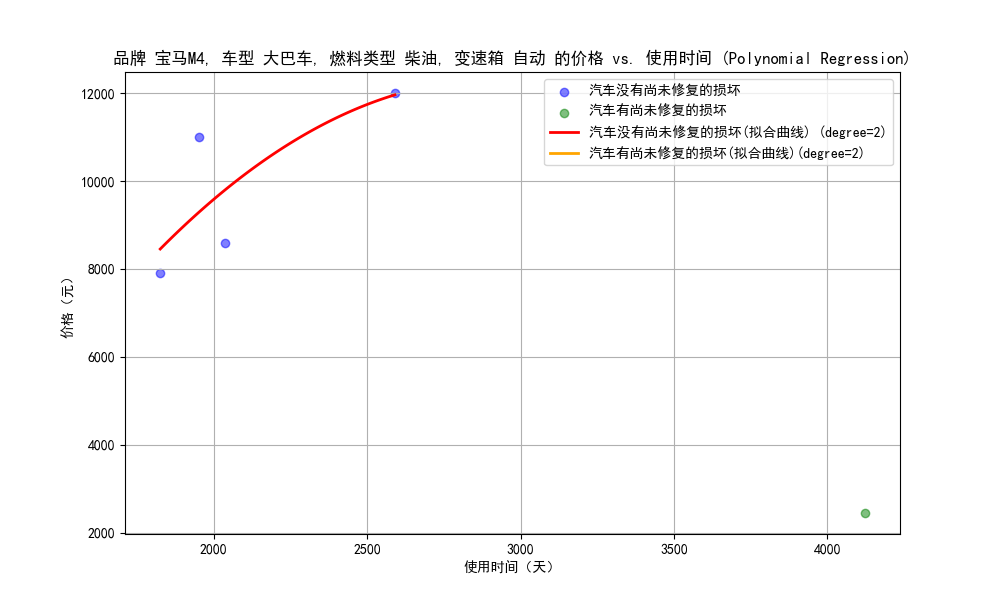 品牌 宝马M4, 车型 大巴车, 燃料类型 柴油, 变速箱 自动 的价格 vs. 使用时间 (Polynomial Regression)
汽车没有尚未修复的损坏
汽车有尚未修复的损坏
汽车没有尚未修复的损坏(拟合曲线) (degree=2)
汽车有尚未修复的损坏(拟合曲线)(degree=2)
12000
10000
8000
6000
4000
2000
价格（元）
2000 2500 3000 3500 4000
使用时间（天）